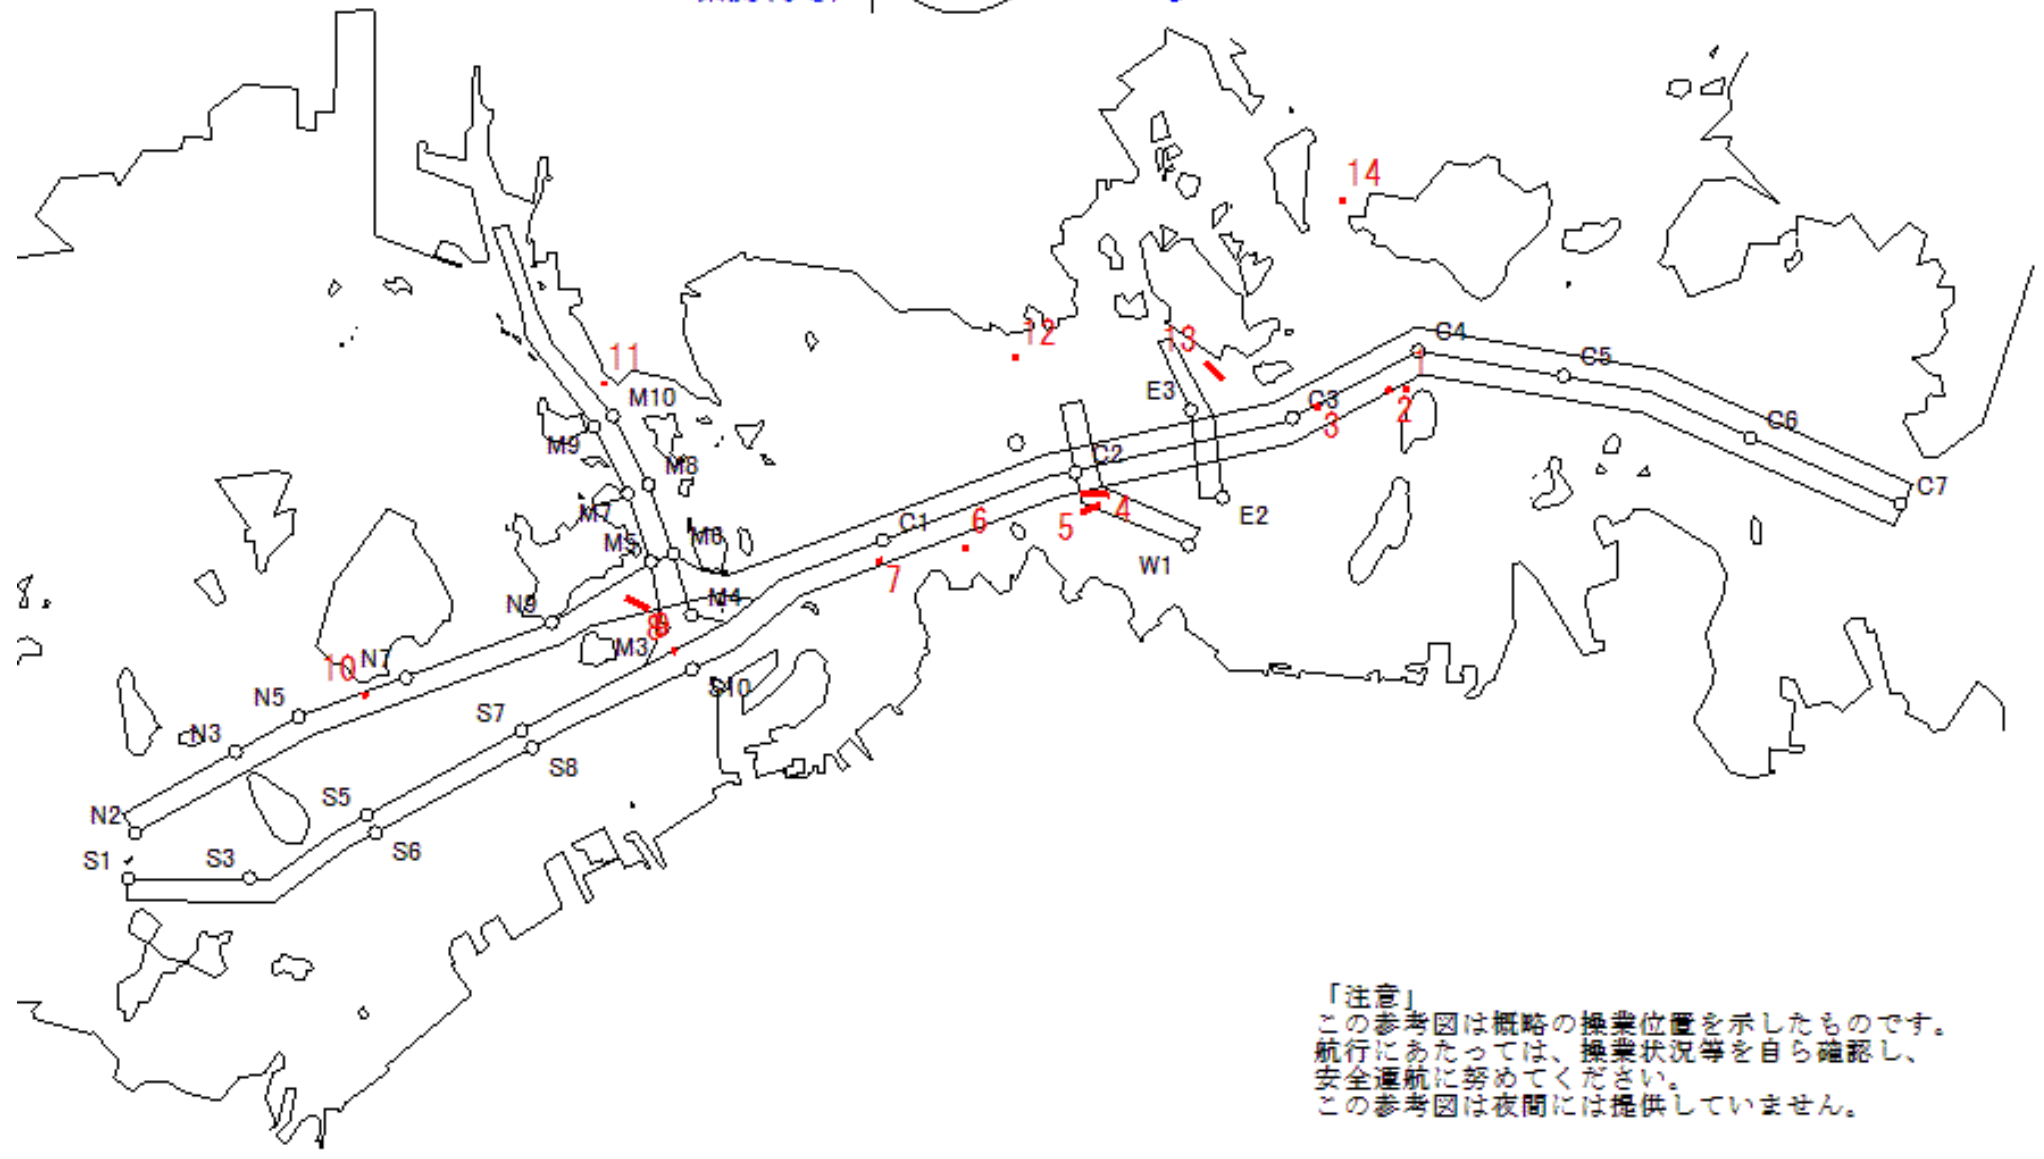 14
12
13
C4
1
C5
11
E3
M10
C3
2
3
C6
M9
C2
M8
C7
M7
C1
6
5
4
E2
M5
M6
W1
7
N9
M4
8
M3
10
N7
S10
N5
S7
N3
S8
S5
N2
S6
S1
S3
「注意」
この参考図は概略の操業位置を示したものです。
航行にあたっては、操業状況等を自ら確認し、
安全運航に努めてください。
この参考図は夜間には提供していません。